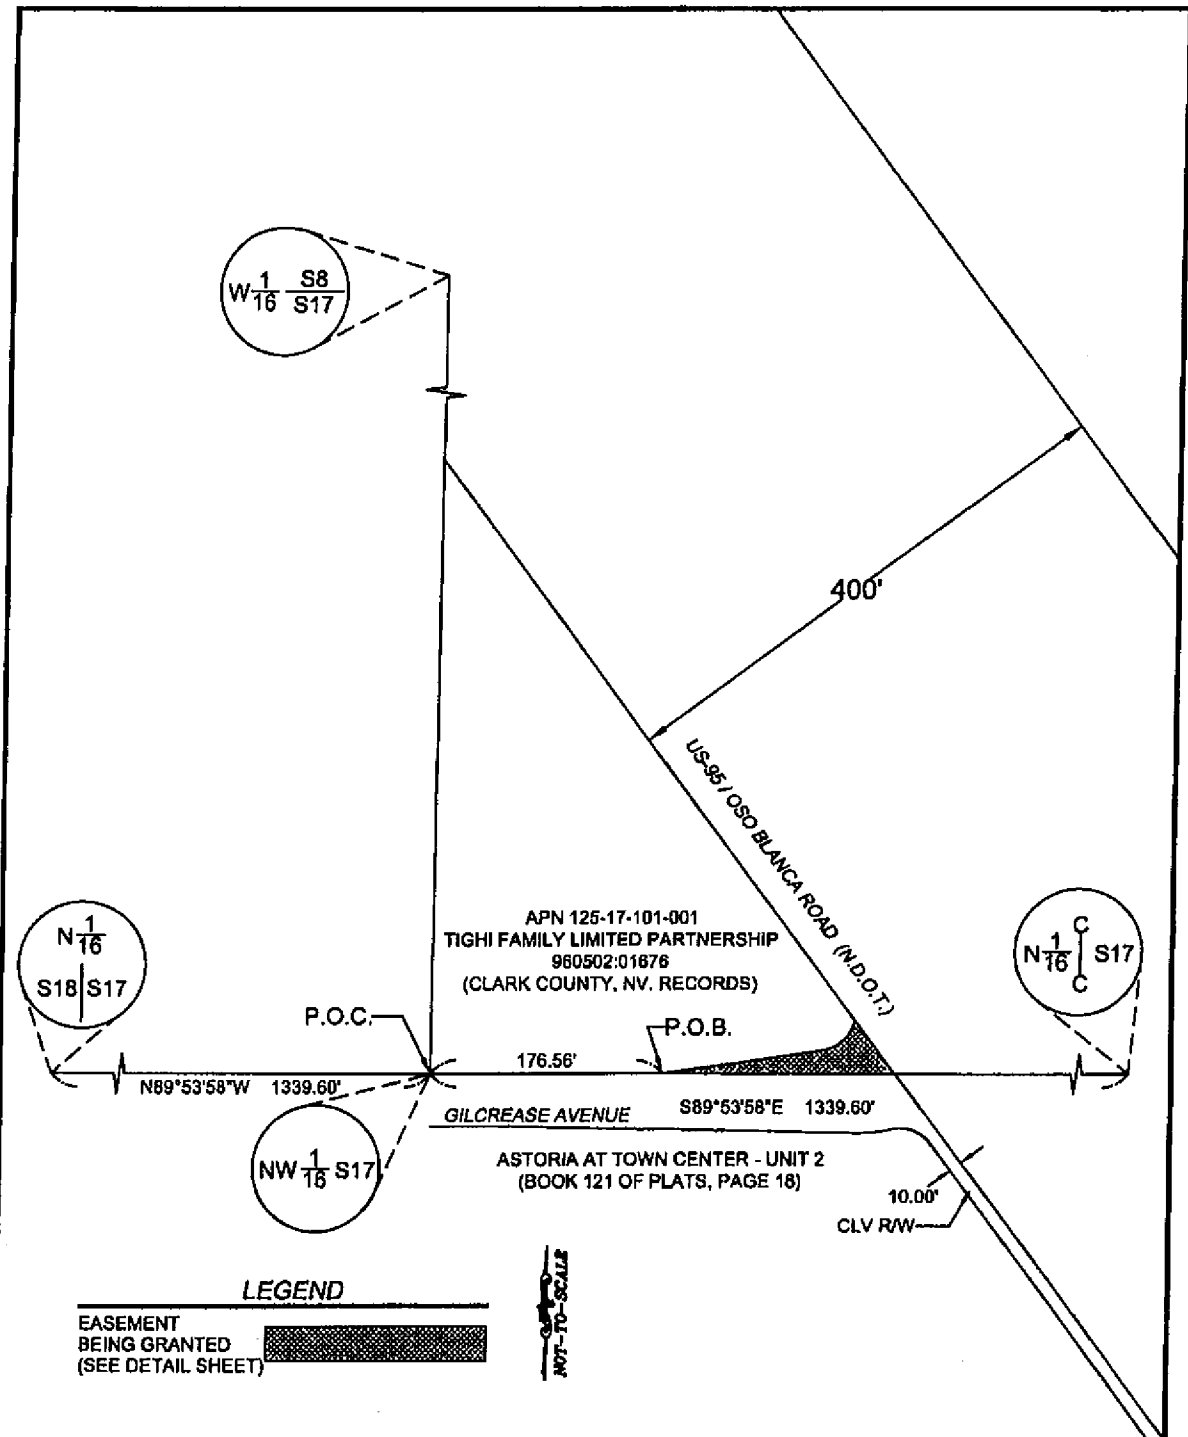 W 1/16 S8/S17
400'
US-95 / OSO BLANCA ROAD (N.D.O.T.)
APN 125-17-101-001
TIGHI FAMILY LIMITED PARTNERSHIP
960502:01676
(CLARK COUNTY, NV. RECORDS)
N 1/16
S18|S17
N 1/16 C C S17
P.O.C.
P.O.B.
176.56'
N89°53'58"W 1339.60'
S89°53'58"E 1339.60'
GILCREASE AVENUE
NW 1/16 S17
ASTORIA AT TOWN CENTER - UNIT 2
(BOOK 121 OF PLATS, PAGE 18)
10.00'
CLV R/W
LEGEND
EASEMENT
BEING GRANTED
(SEE DETAIL SHEET)
NOT-TO-SCALE